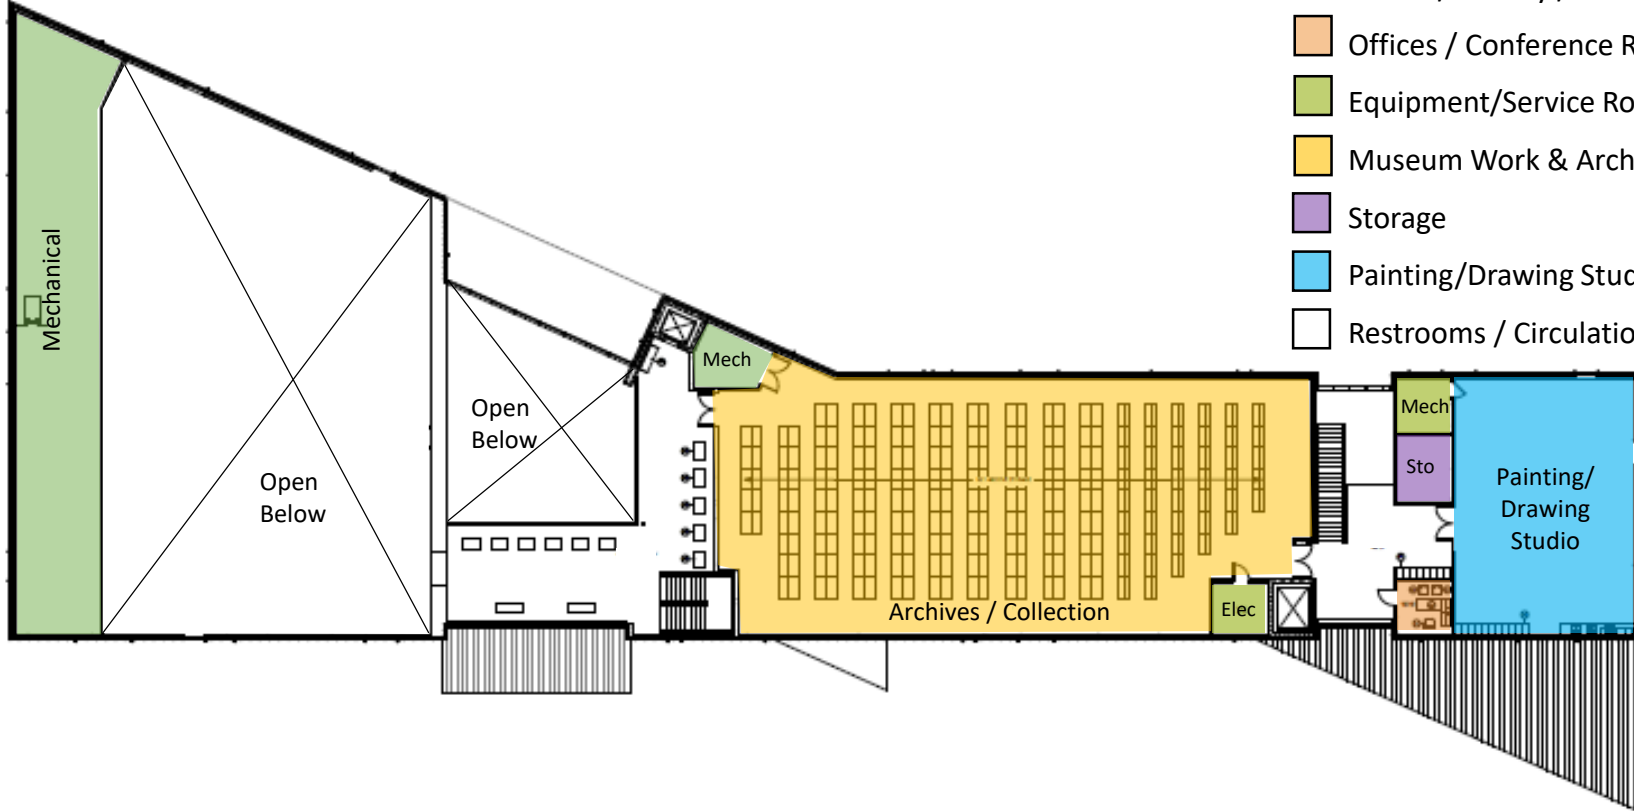 Offices / Conference R
Equipment/Service Ro
Museum Work & Arch
Storage
Painting/Drawing Stud
Restrooms / Circulatio
Mechanical
Open
Below
Open
Below
Mech
Archives / Collection
Elec
Mech
Sto
Painting/
Drawing
Studio